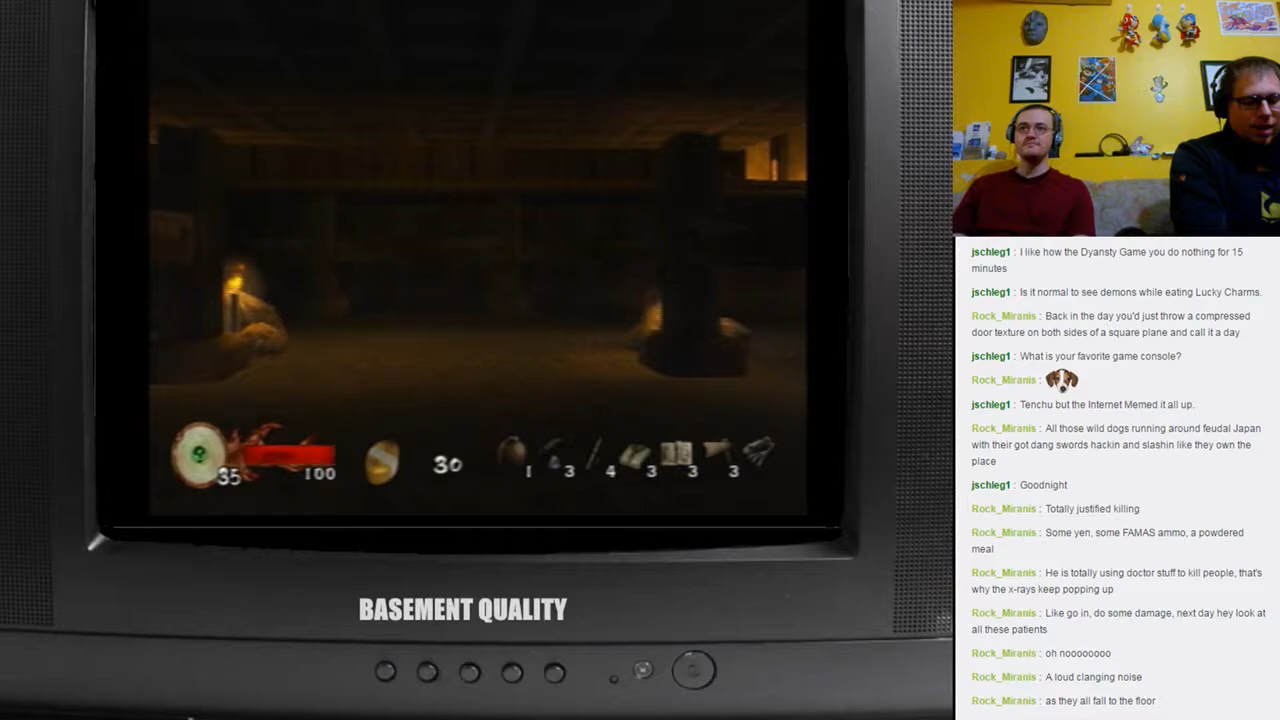 35
100
30
1
3
4
3
3
3
BASEMENT QUALITY
jschleg1 : I like how the Dyansty Game you do nothing for 15
minutes
jschleg1 : Is it normal to see demons while eating Lucky Charms.
Rock_Miranis : Back in the day you'd just throw a compressed
door texture on both sides of a square plane and call it a day
jschleg1 : What is your favorite game console?
Rock_Miranis :
jschleg1 : Tenchu but the Internet Memed it all up.
Rock_Miranis : All those wild dogs running around feudal Japan
with their got dang swords hackin and slashin like they own the
place
jschleg1 : Goodnight
Rock_Miranis : Totally justified killing
Rock_Miranis : Some yen, some FAMAS ammo, a powdered
meal
Rock_Miranis : He is totally using doctor stuff to kill people, that's
why the x-rays keep popping up
Rock_Miranis : Like go in, do some damage, next day hey look at
all these patients
Rock_Miranis : oh noooooooo
Rock_Miranis : A loud clanging noise
Rock_Miranis : as they all fall to the floor